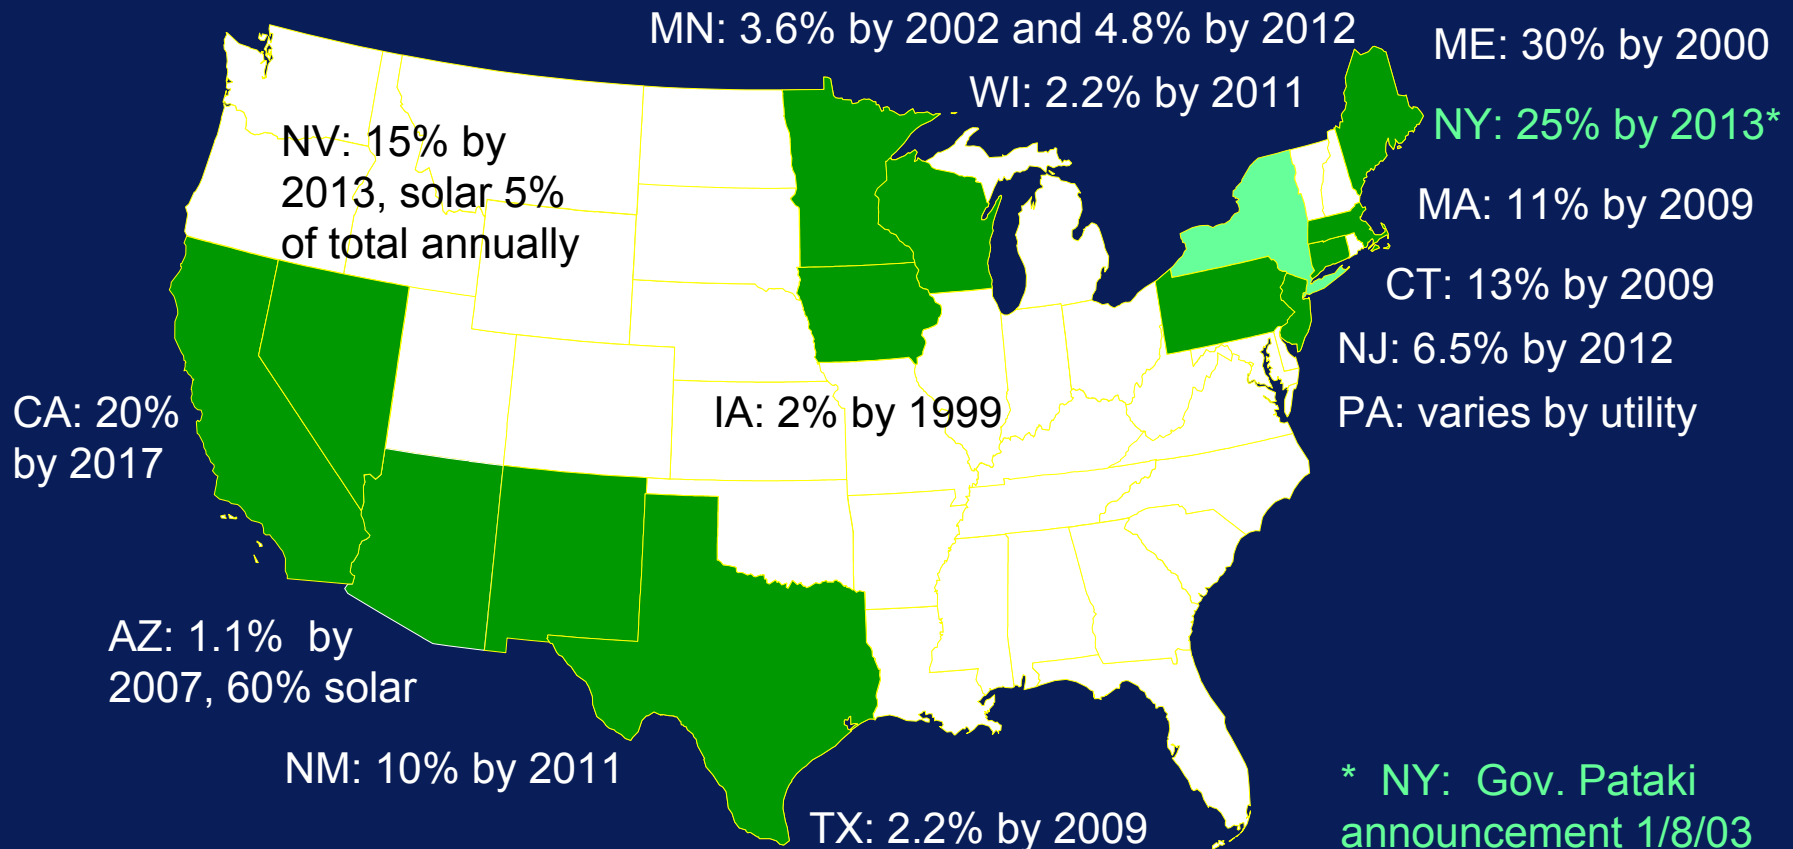 MN: 3.6% by 2002 and 4.8% by 2012
ME: 30% by 2000
WI: 2.2% by 2011
NY: 25% by 2013*
NV: 15% by
2013, solar 5%
of total annually
MA: 11% by 2009
CT: 13% by 2009
NJ: 6.5% by 2012
CA: 20%
by 2017
IA: 2% by 1999
PA: varies by utility
AZ: 1.1% by
2007, 60% solar
NM: 10% by 2011
TX: 2.2% by 2009
* NY: Gov. Pataki
announcement 1/8/03